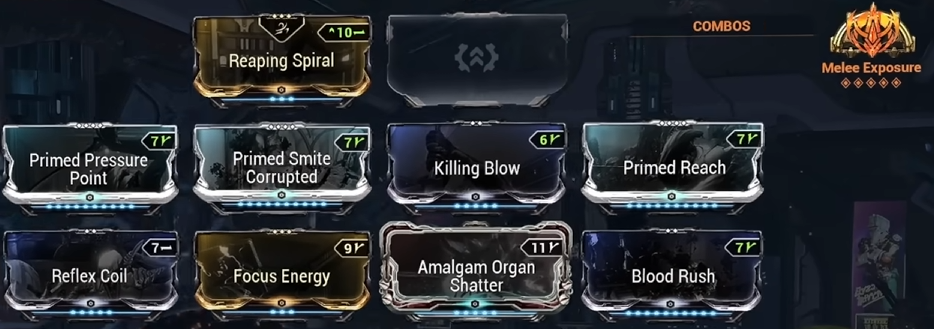 COMBOS
^10
Reaping Spiral
Melee Exposure
7
Primed Pressure
Point
7
Primed Smite
Corrupted
6
Killing Blow
7
Primed Reach
7
Reflex Coil
9
Focus Energy
11
Amalgam Organ
Shatter
7
Blood Rush